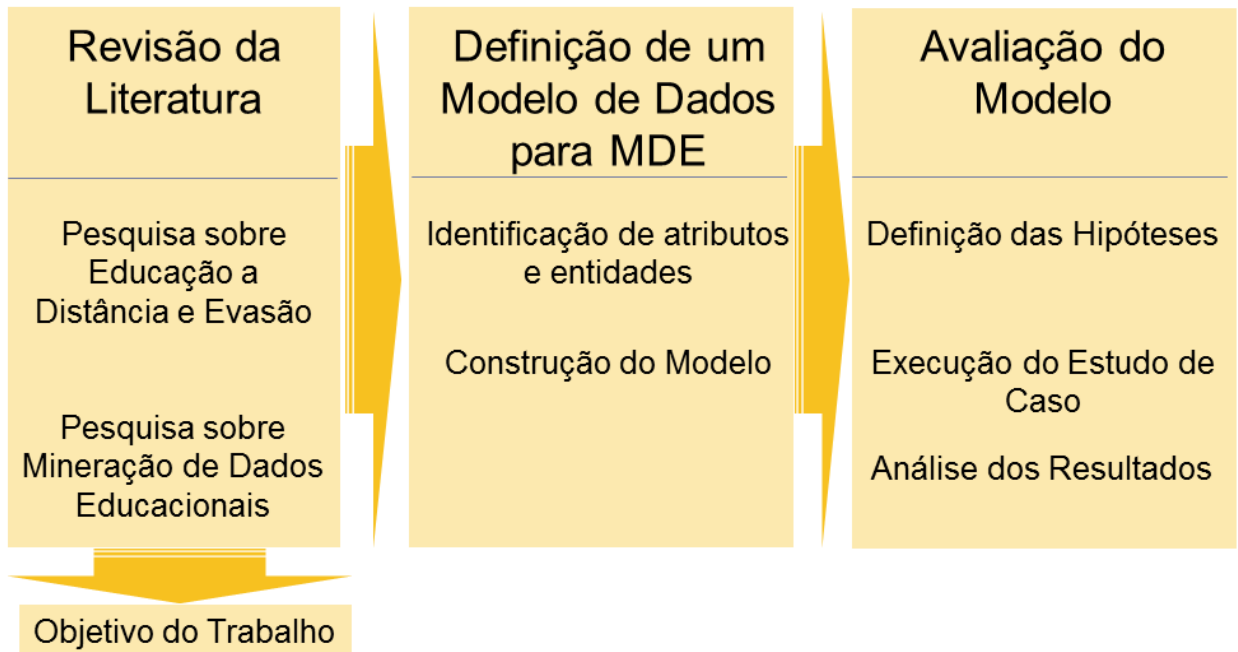 Revisão da
Literatura
Pesquisa sobre
Educação a
Distância e Evasão
Pesquisa sobre
Mineração de Dados
Educacionais
Objetivo do Trabalho
Definição de um
Modelo de Dados
para MDE
Identificação de atributos
e entidades
Construção do Modelo
Avaliação do
Modelo
Definição das Hipóteses
Execução do Estudo de
Caso
Análise dos Resultados